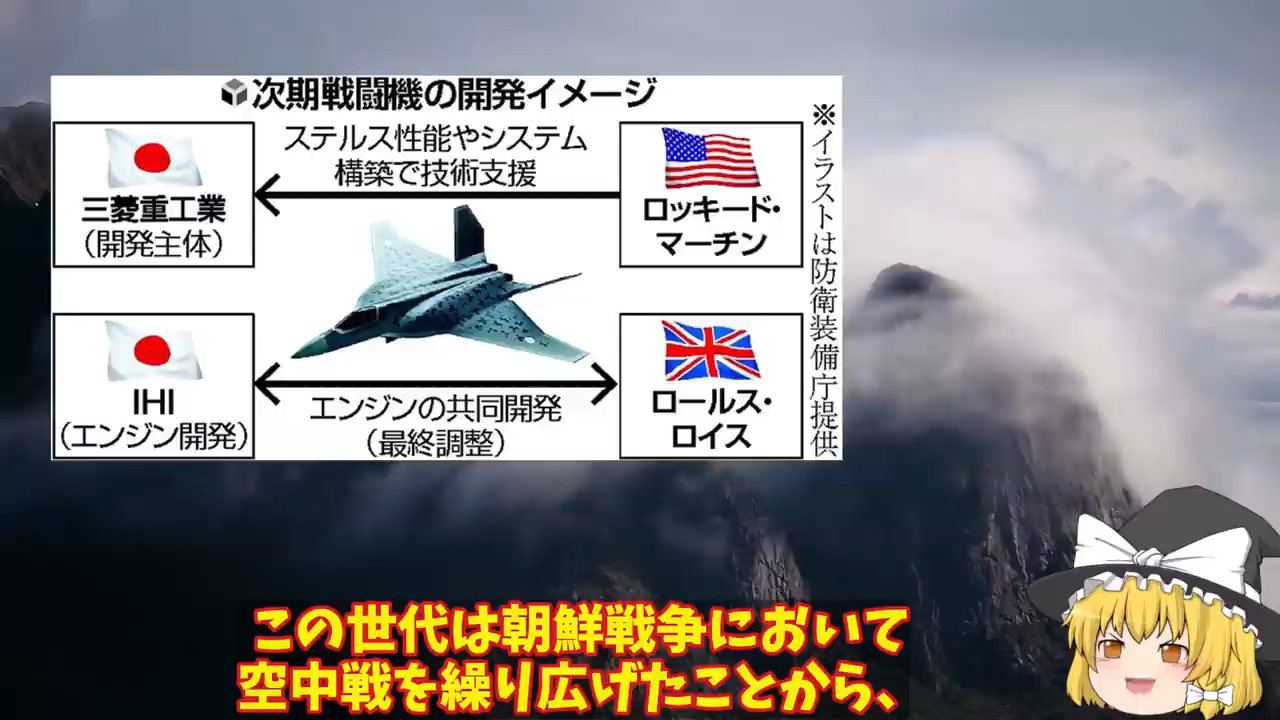 次期戦闘機の開発イメージ
ステルス性能やシステム
構築で技術支援
三菱重工業
(開発主体)
ロッキード・
マーチン
IHI
(エンジン開発)
エンジンの共同開発
(最終調整)
ロールス・
ロイス
※イラストは防衛装備庁提供
この世代は朝鮮戦争において
空中戦を繰り広げたことから、